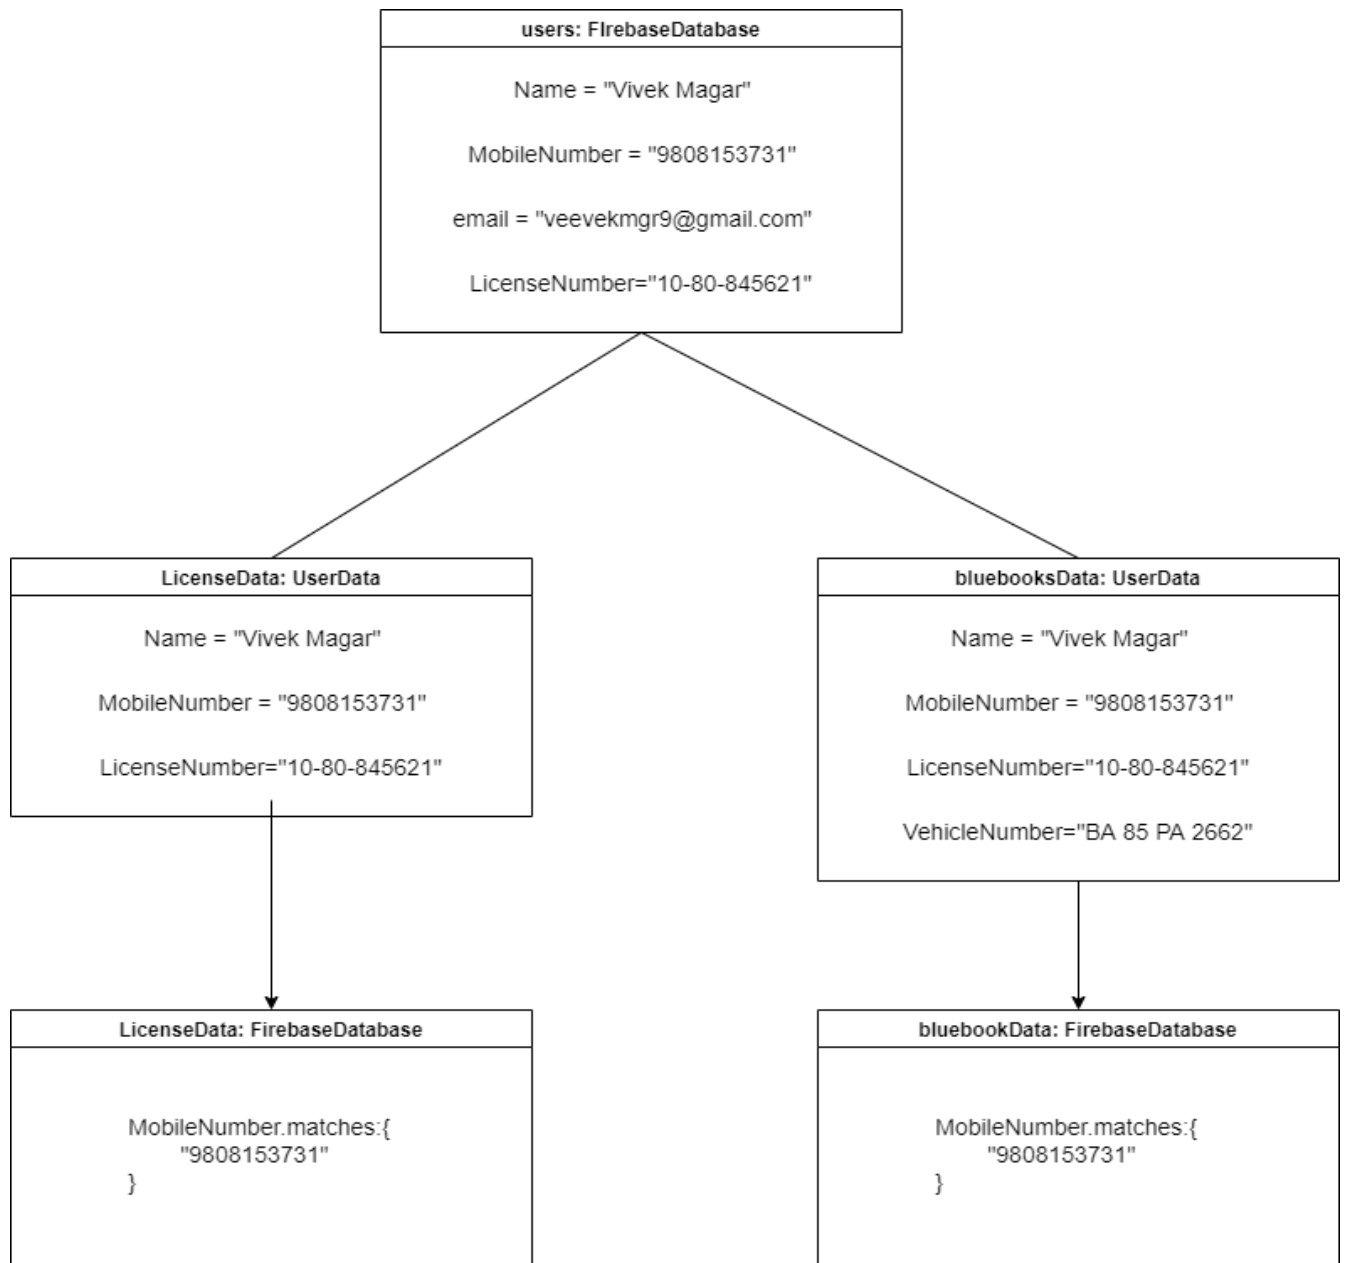 users: FIrebaseDatabase
Name = "Vivek Magar"
MobileNumber = "9808153731"
email = "veevekmgr9@gmail.com"
LicenseNumber="10-80-845621"
LicenseData: UserData
Name = "Vivek Magar"
MobileNumber = "9808153731"
LicenseNumber="10-80-845621"
bluebooksData: UserData
Name = "Vivek Magar"
MobileNumber = "9808153731"
LicenseNumber="10-80-845621"
VehicleNumber="BA 85 PA 2662"
LicenseData: FirebaseDatabase
MobileNumber.matches:{
"9808153731"
}
bluebookData: FirebaseDatabase
MobileNumber.matches:{
"9808153731"
}